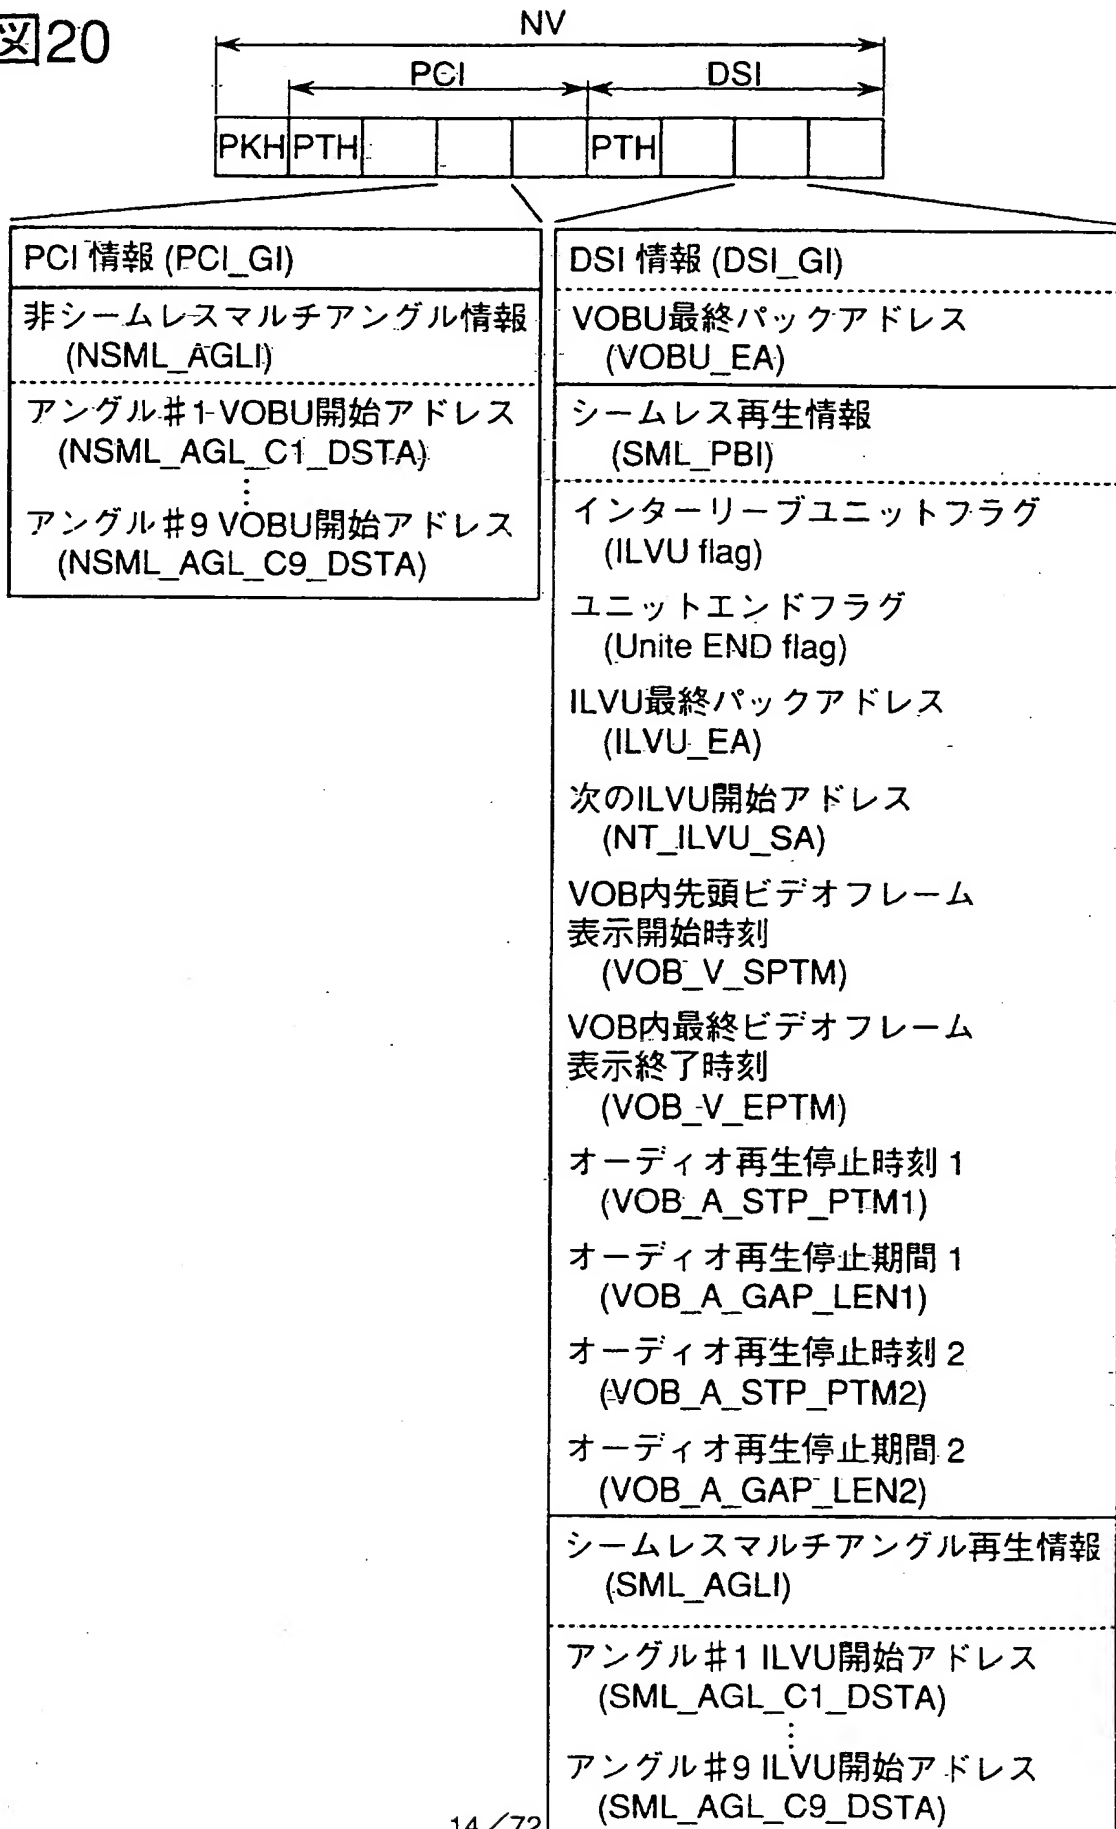 図20
NV
PCI DSI
PKH PTH PTH
PCI 情報 (PCI_GI)
非シームレスマルチアングル情報
(NSML_AGLI)
アングル#1 VOBU開始アドレス
(NSML_AGL_C1_DSTA)
⋮
アングル#9 VOBU開始アドレス
(NSML_AGL_C9_DSTA)
DSI 情報 (DSI_GI)
VOBU最終パックアドレス
(VOBU_EA)
シームレス再生情報
(SML_PBI)
インターリーブユニットフラグ
(ILVU flag)
ユニットエンドフラグ
(Unite END flag)
ILVU最終パックアドレス
(ILVU_EA)
次のILVU開始アドレス
(NT_ILVU_SA)
VOB内先頭ビデオフレーム
表示開始時刻
(VOB_V_SPTM)
VOB内最終ビデオフレーム
表示終了時刻
(VOB_V_EPTM)
オーディオ再生停止時刻 1
(VOB_A_STP_PTM1)
オーディオ再生停止期間 1
(VOB_A_GAP_LEN1)
オーディオ再生停止時刻 2
(VOB_A_STP_PTM2)
オーディオ再生停止期間 2
(VOB_A_GAP_LEN2)
シームレスマルチアングル再生情報
(SML_AGLI)
アングル#1 ILVU開始アドレス
(SML_AGL_C1_DSTA)
⋮
アングル#9 ILVU開始アドレス
(SML_AGL_C9_DSTA)
14/72